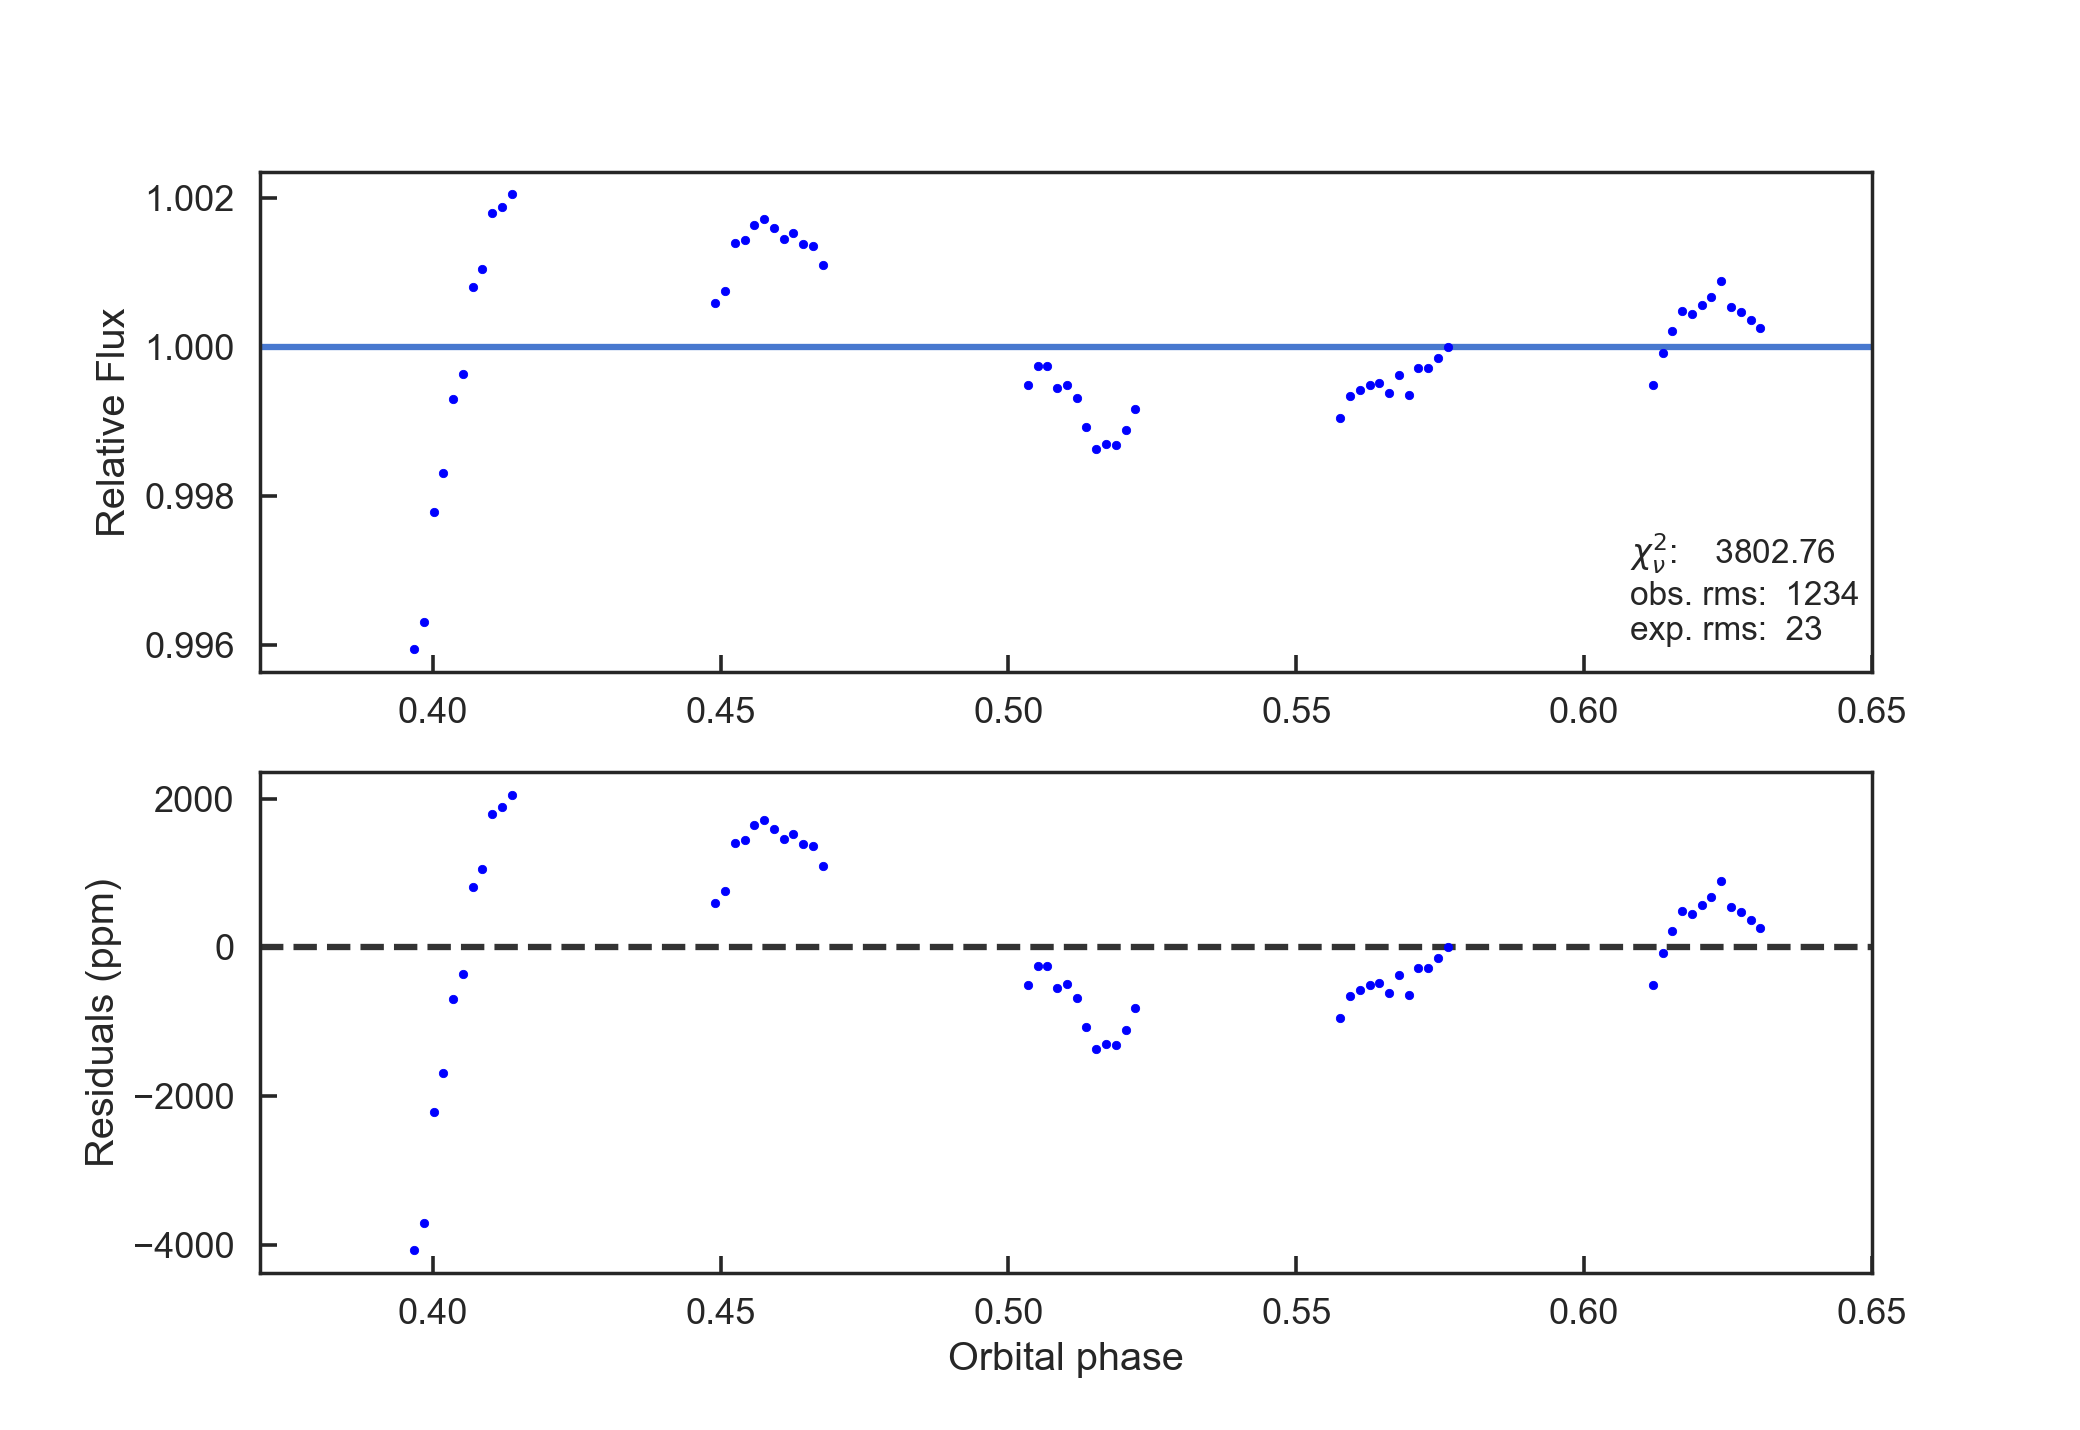 Relative Flux
1.002
1.000
0.998
0.996
χ²ᵥ: 3802.76
obs. rms: 1234
exp. rms: 23
0.40 0.45 0.50 0.55 0.60 0.65
Residuals (ppm)
2000
0
−2000
−4000
0.40 0.45 0.50 0.55 0.60 0.65
Orbital phase